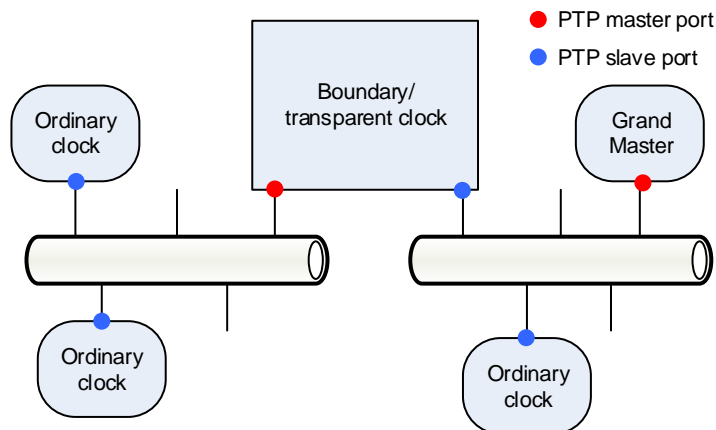 PTP master port
PTP slave port
Boundary/
transparent clock
Ordinary
clock
Grand
Master
Ordinary
clock
Ordinary
clock